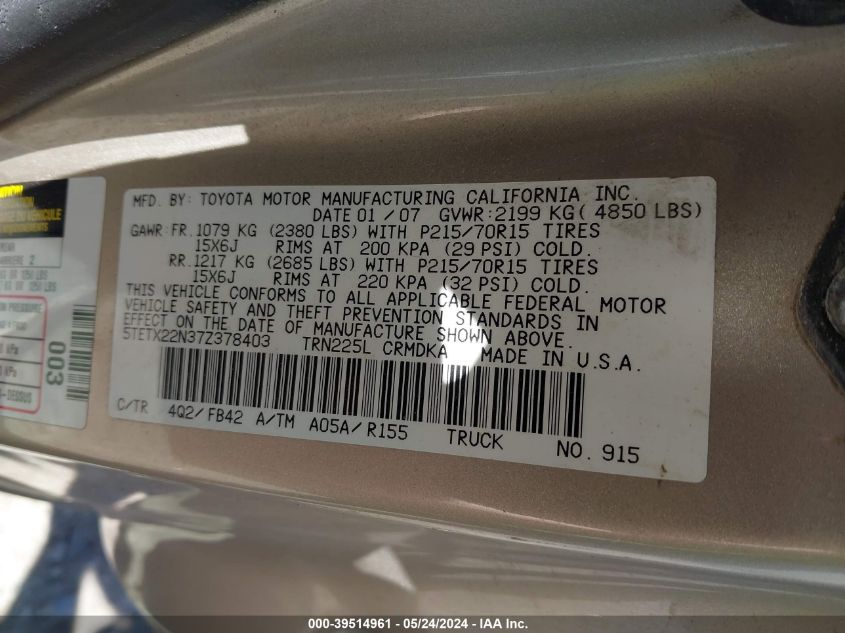 MFD. BY: TOYOTA MOTOR MANUFACTURING CALIFORNIA INC.
DATE 01 / 07 GVWR: 2199 KG ( 4850 LBS)
GAWR: FR. 1079 KG (2380 LBS) WITH P215/70R15 TIRES
15X6J RIMS AT 200 KPA (29 PSI) COLD.
RR. 1217 KG (2685 LBS) WITH P215/70R15 TIRES
15X6J RIMS AT 220 KPA (32 PSI) COLD.
THIS VEHICLE CONFORMS TO ALL APPLICABLE FEDERAL MOTOR
VEHICLE SAFETY AND THEFT PREVENTION STANDARDS IN
EFFECT ON THE DATE OF MANUFACTURE SHOWN ABOVE.
5TETX22N37Z378403 TRN225L CRMDKA MADE IN U.S.A.
C/TR 4Q2/ FB42 A/TM A05A/ R155 TRUCK NO. 915
003
-DESSUS
000-39514961 - 05/24/2024 - IAA Inc.